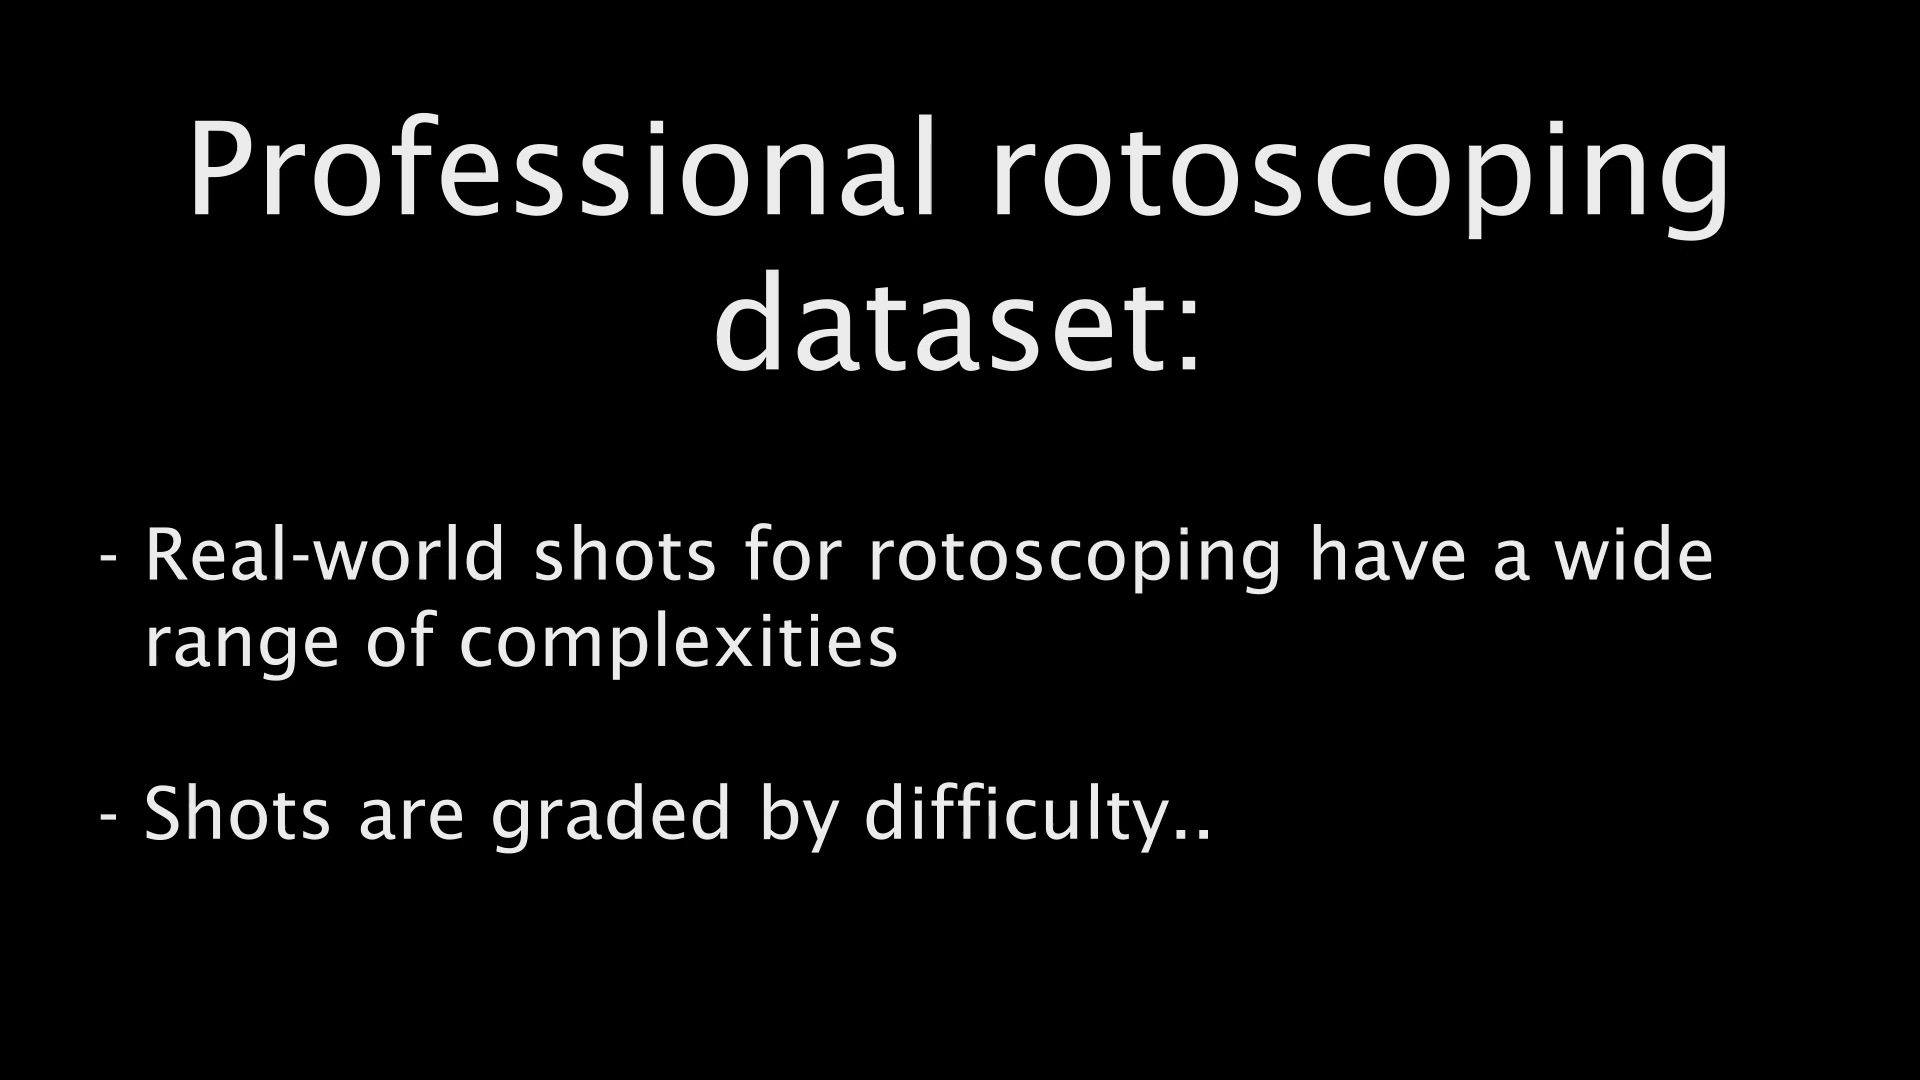 Professional rotoscoping
dataset:
- Real-world shots for rotoscoping have a wide
range of complexities
- Shots are graded by difficulty..